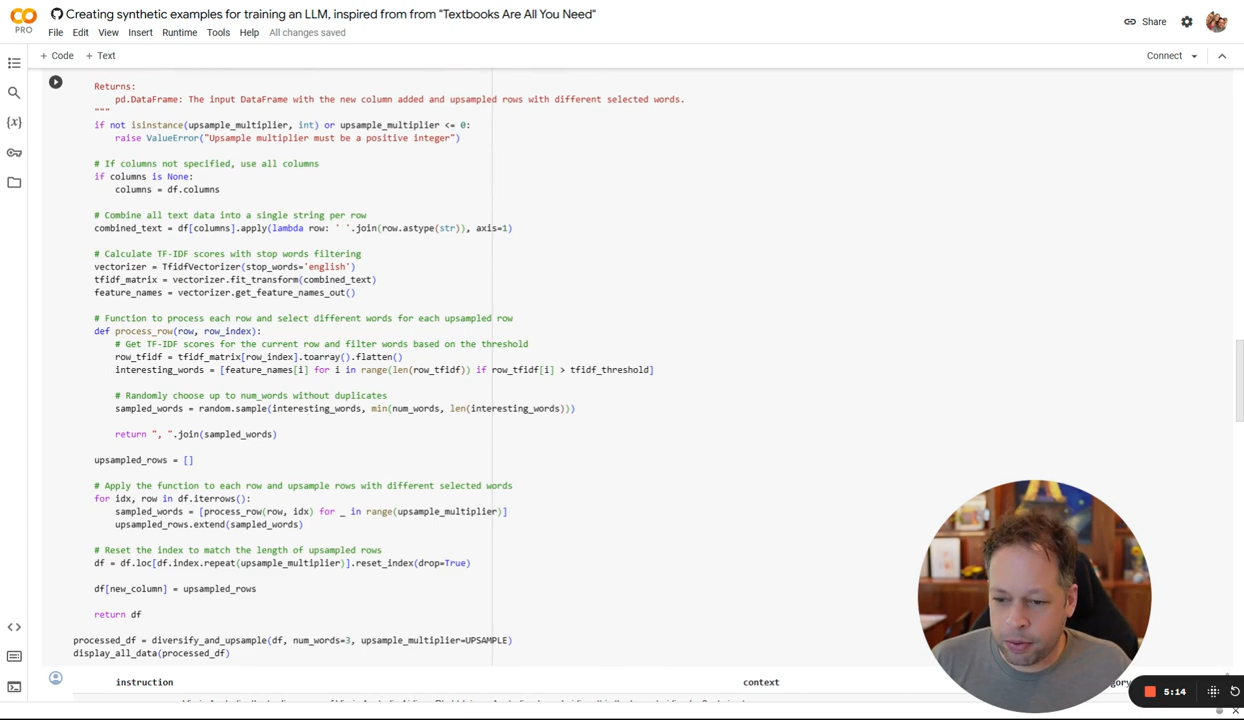 Creating synthetic examples for training an LLM, inspired from from "Textbooks Are All You Need"
PRO
File Edit View Insert Runtime Tools Help All changes saved
Share
+ Code + Text
Connect
Returns:
pd.DataFrame: The input DataFrame with the new column added and upsampled rows with different selected words.
"""
if not isinstance(upsample_multiplier, int) or upsample_multiplier <= 0:
raise ValueError("Upsample multiplier must be a positive integer")
# If columns not specified, use all columns
if columns is None:
columns = df.columns
# Combine all text data into a single string per row
combined_text = df[columns].apply(lambda row: ' '.join(row.astype(str)), axis=1)
# Calculate TF-IDF scores with stop words filtering
vectorizer = TfidfVectorizer(stop_words='english')
tfidf_matrix = vectorizer.fit_transform(combined_text)
feature_names = vectorizer.get_feature_names_out()
# Function to process each row and select different words for each upsampled row
def process_row(row, row_index):
# Get TF-IDF scores for the current row and filter words based on the threshold
row_tfidf = tfidf_matrix[row_index].toarray().flatten()
interesting_words = [feature_names[i] for i in range(len(row_tfidf)) if row_tfidf[i] > tfidf_threshold]
# Randomly choose up to num_words without duplicates
sampled_words = random.sample(interesting_words, min(num_words, len(interesting_words)))
return ", ".join(sampled_words)
upsampled_rows = []
# Apply the function to each row and upsample rows with different selected words
for idx, row in df.iterrows():
sampled_words = [process_row(row, idx) for _ in range(upsample_multiplier)]
upsampled_rows.extend(sampled_words)
# Reset the index to match the length of upsampled rows
df = df.loc[df.index.repeat(upsample_multiplier)].reset_index(drop=True)
df[new_column] = upsampled_rows
return df
processed_df = diversify_and_upsample(df, num_words=3, upsample_multiplier=UPSAMPLE)
display_all_data(processed_df)
instruction context
5:14